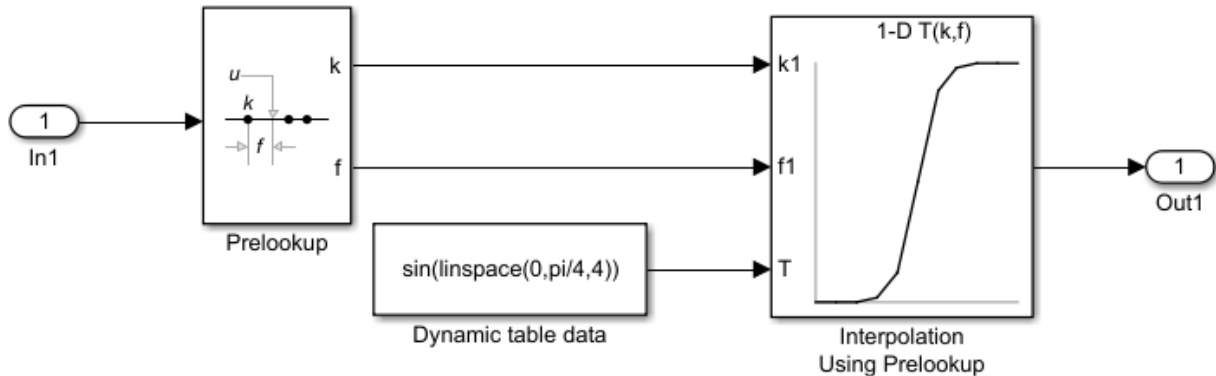 1
In1
u
k
f
k
f
Prelookup
sin(linspace(0,pi/4,4))
Dynamic table data
1-D T(k,f)
k1
f1
T
Interpolation
Using Prelookup
1
Out1